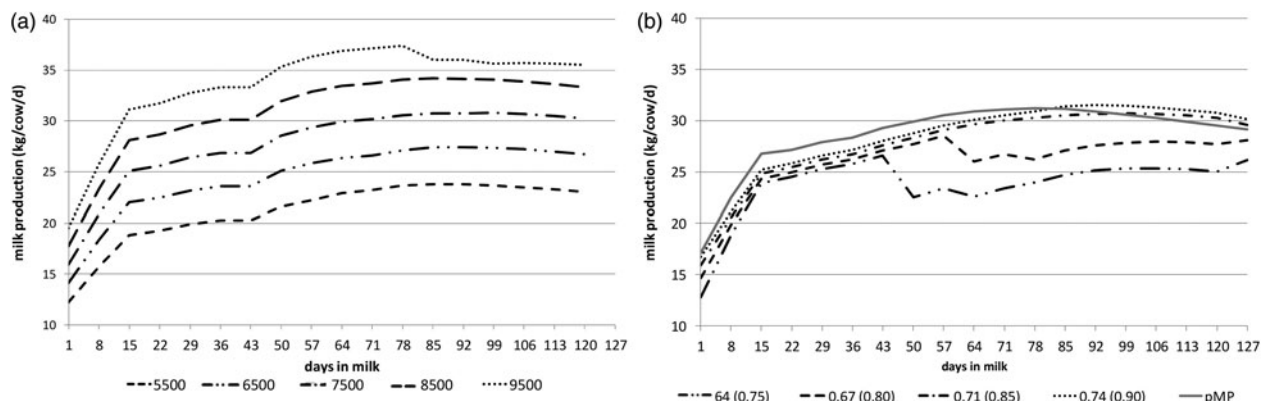 (a)
milk production (kg/cow/d)
40
35
30
25
20
15
10
1 8 15 22 29 36 43 50 57 64 71 78 85 92 99 106 113 120 127
days in milk
5500 6500 7500 8500 9500
(b)
milk production (kg/cow/d)
40
35
30
25
20
15
10
1 8 15 22 29 36 43 50 57 64 71 78 85 92 99 106 113 120 127
days in milk
64 (0.75) 0.67 (0.80) 0.71 (0.85) 0.74 (0.90) pMP